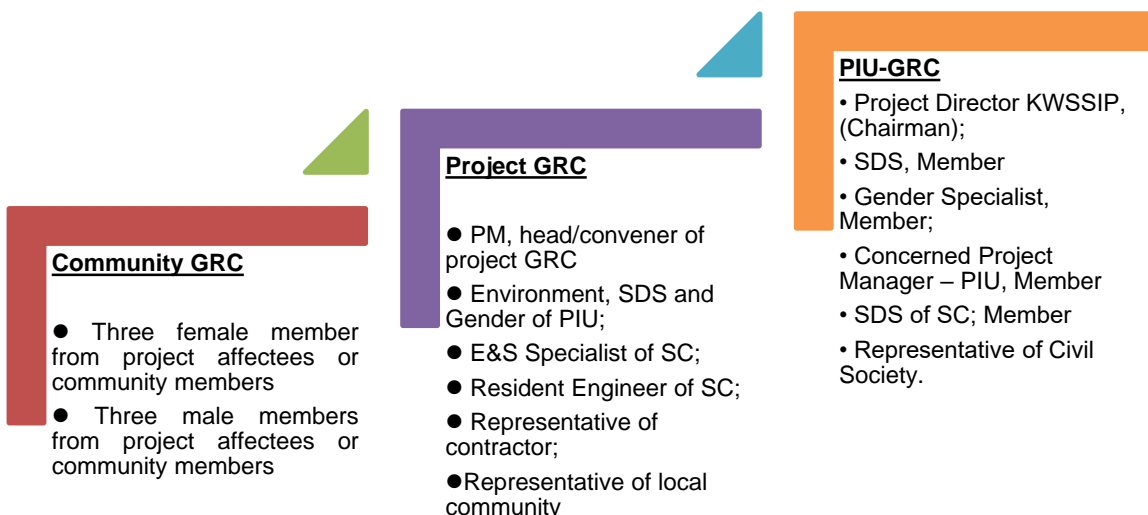 Community GRC
● Three female member
from project affectees or
community members
● Three male members
from project affectees or
community members
Project GRC
● PM, head/convener of
project GRC
● Environment, SDS and
Gender of PIU;
● E&S Specialist of SC;
● Resident Engineer of SC;
● Representative of
contractor;
●Representative of local
community
PIU-GRC
• Project Director KWSSIP,
(Chairman);
• SDS, Member
• Gender Specialist,
Member;
• Concerned Project
Manager – PIU, Member
• SDS of SC; Member
• Representative of Civil
Society.